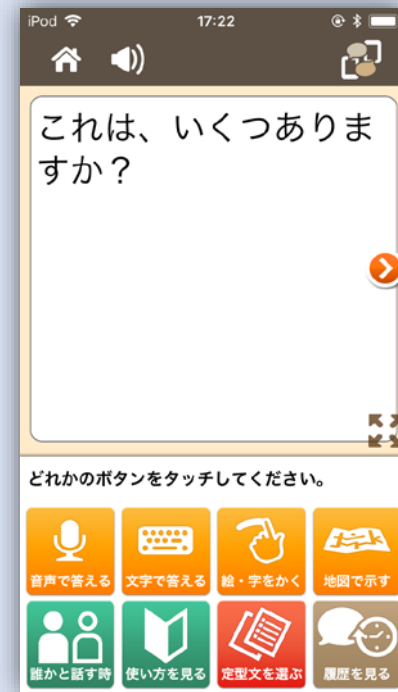 iPod 17:22
これは、いくつありま
すか？
どれかのボタンをタッチしてください。
音声で答える 文字で答える 絵・字をかく 地図で示す
誰かと話す時 使い方を見る 定型文を選ぶ 履歴を見る